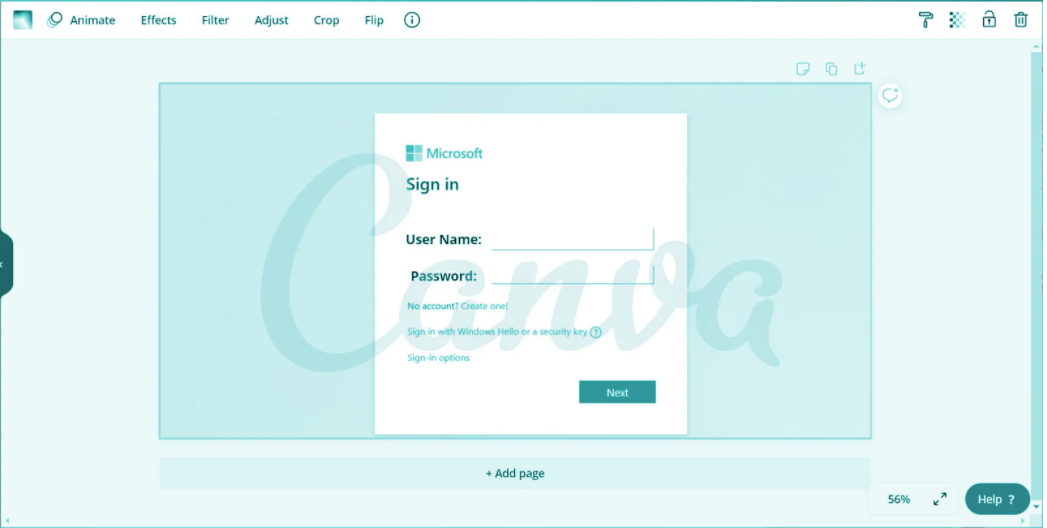 Animate Effects Filter Adjust Crop Flip
Canva
Microsoft
Sign in
User Name:
Password:
No account? Create one!
Sign in with Windows Hello or a security key ?
Sign-in options
Next
+ Add page
56% Help ?